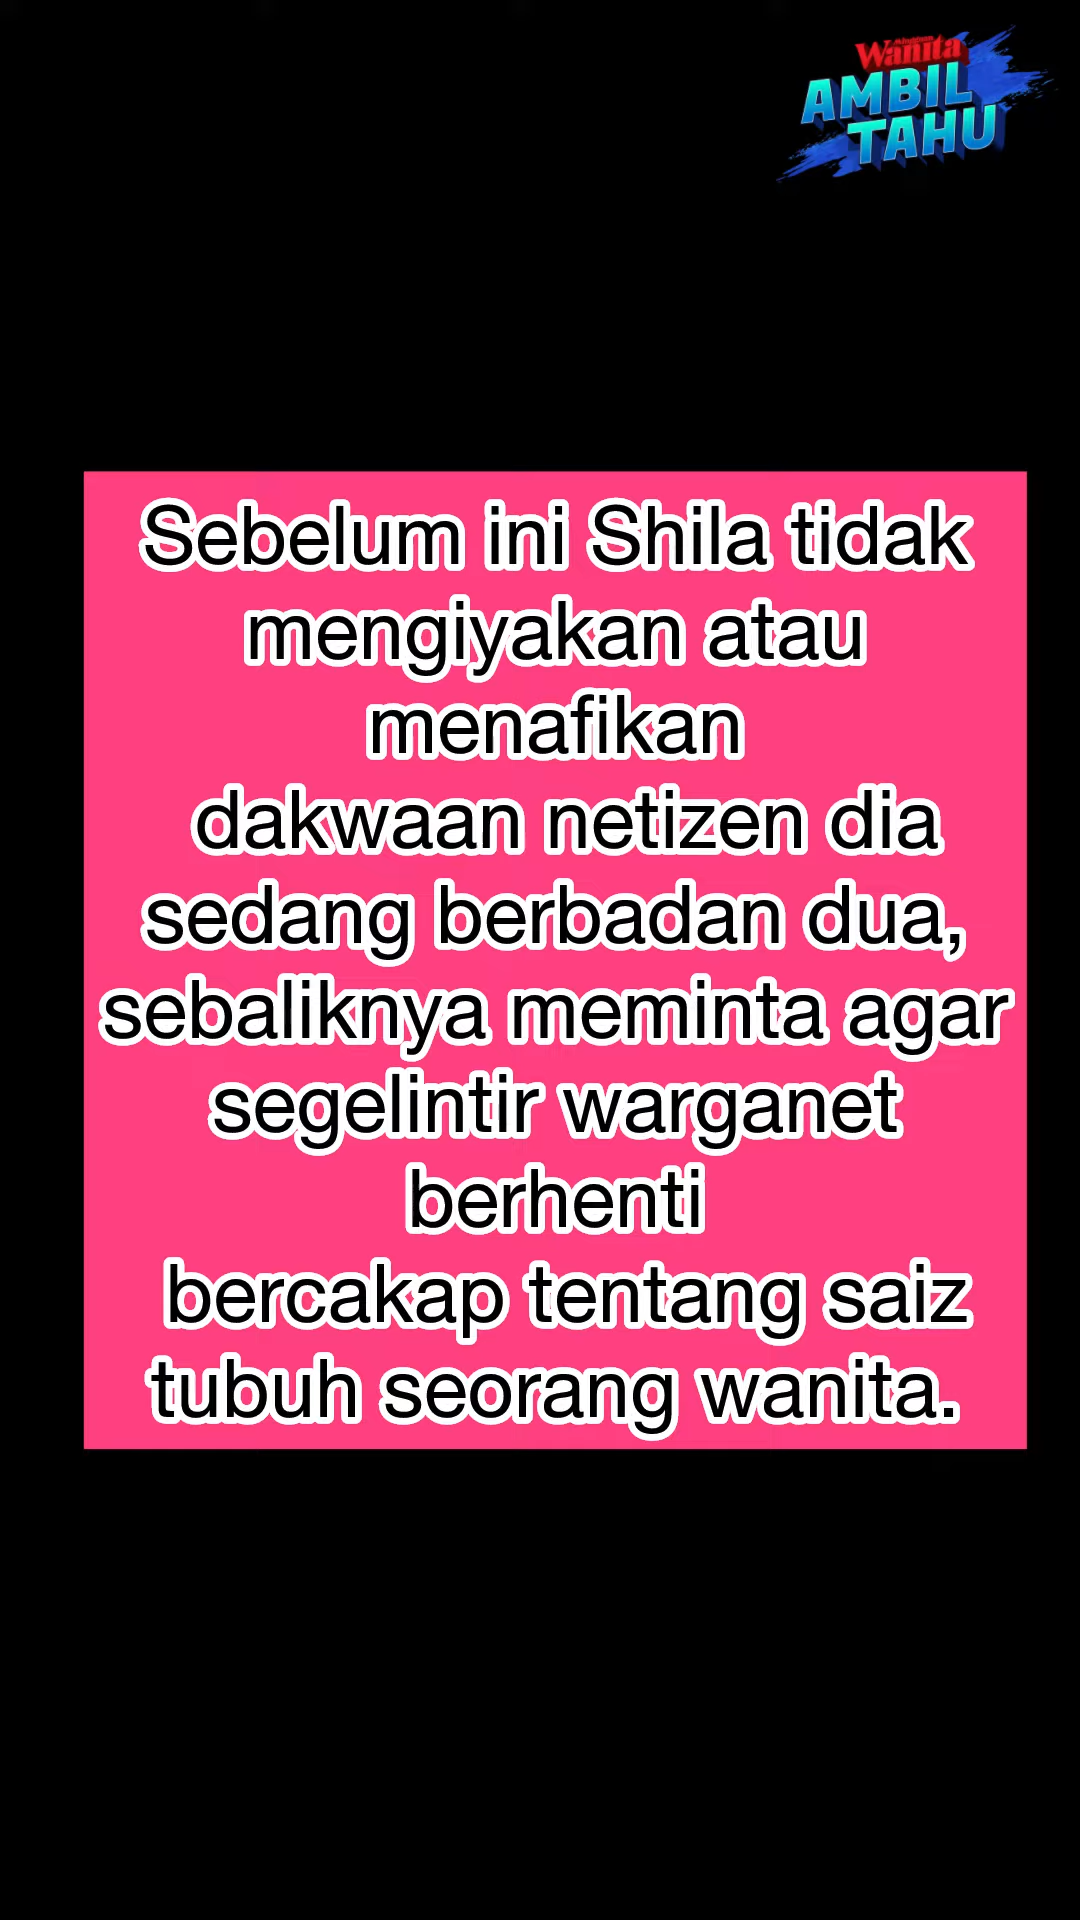 Wanita
AMBIL
TAHU
Sebelum ini Shila tidak
mengiyakan atau
menafikan
dakwaan netizen dia
sedang berbadan dua,
sebaliknya meminta agar
segelintir warganet
berhenti
bercakap tentang saiz
tubuh seorang wanita.